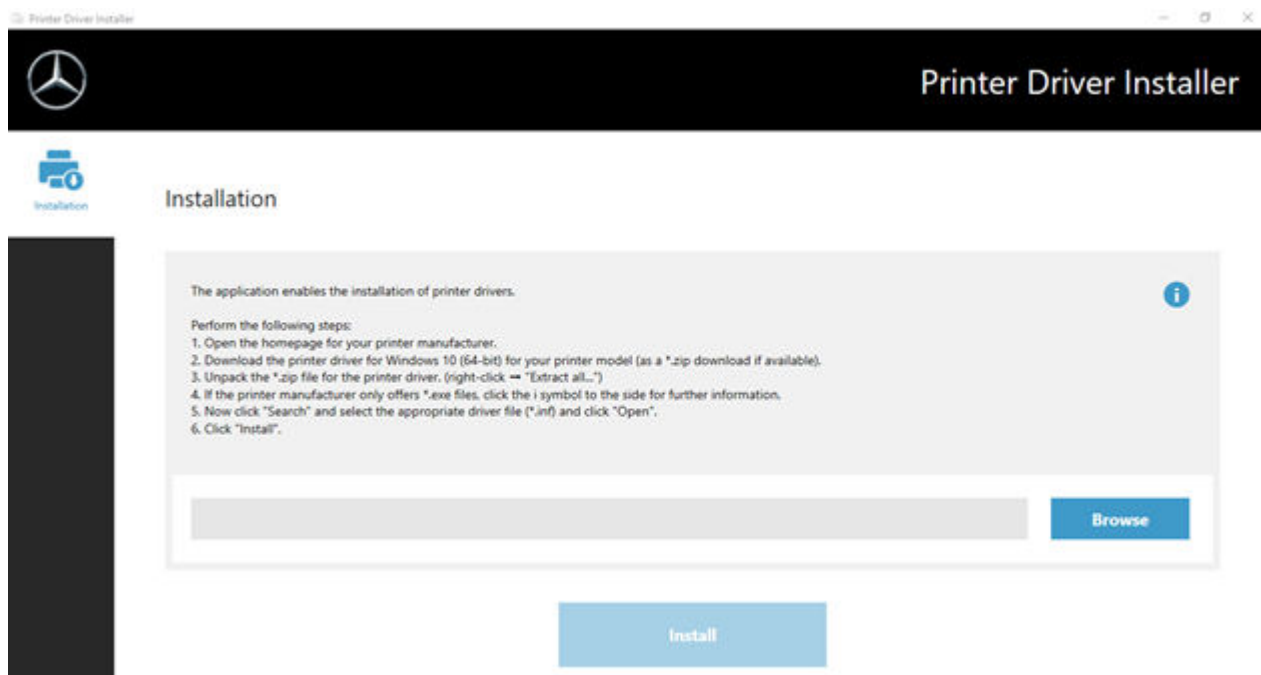 Printer Driver Installer
Printer Driver Installer
Installation
Installation
The application enables the installation of printer drivers.
Perform the following steps:
1. Open the homepage for your printer manufacturer.
2. Download the printer driver for Windows 10 (64-bit) for your printer model (as a *.zip download if available).
3. Unpack the *.zip file for the printer driver. (right-click → "Extract all...")
4. If the printer manufacturer only offers *.exe files, click the i symbol to the side for further information.
5. Now click "Search" and select the appropriate driver file (*.inf) and click "Open".
6. Click "Install".
Browse
Install